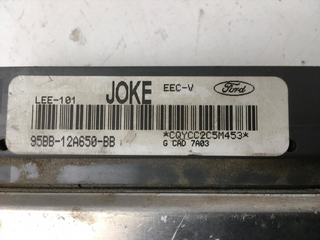 LEE-101 JOKE EEC-V Ford
95BB-12A650-BB *CQYCC2C5M453*
G CAD 7A03